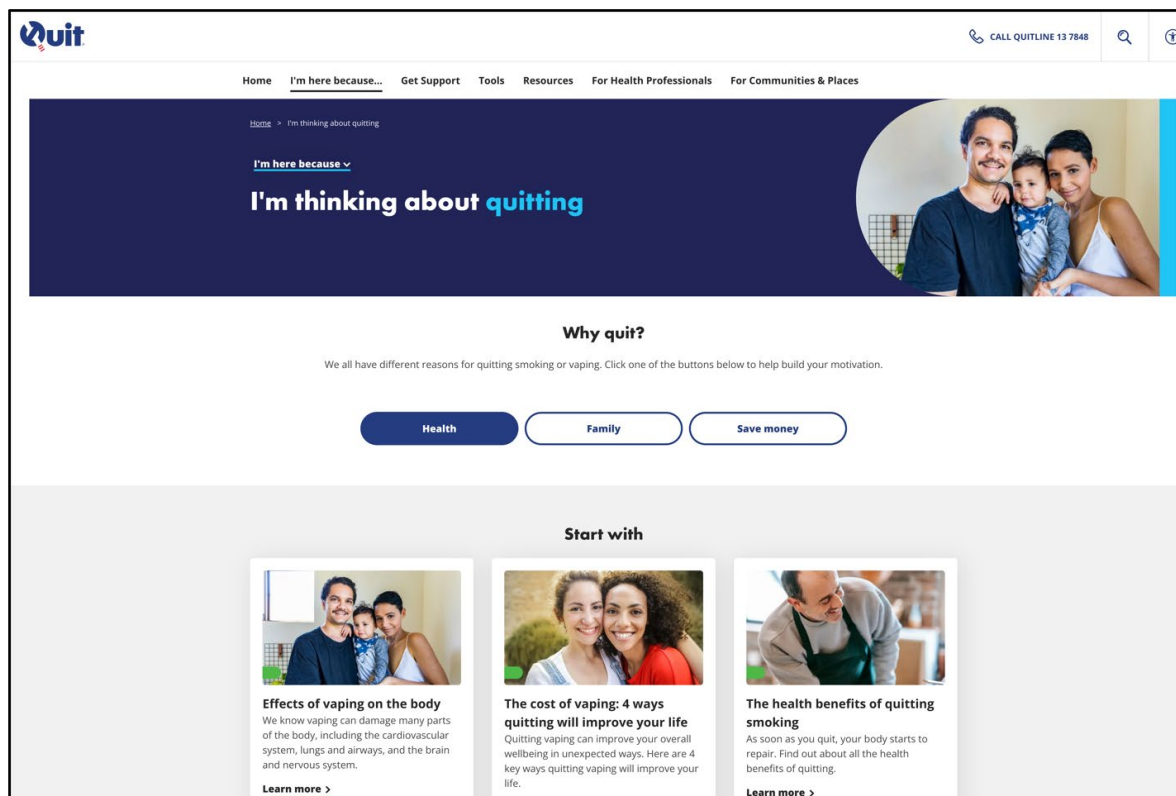 Quit
CALL QUITLINE 13 7848
Home I'm here because... Get Support Tools Resources For Health Professionals For Communities & Places
Home > I'm thinking about quitting
I'm here because
I'm thinking about quitting
Why quit?
We all have different reasons for quitting smoking or vaping. Click one of the buttons below to help build your motivation.
Health Family Save money
Start with
Effects of vaping on the body
We know vaping can damage many parts
of the body, including the cardiovascular
system, lungs and airways, and the brain
and nervous system.
Learn more >
The cost of vaping: 4 ways
quitting will improve your life
Quitting vaping can improve your overall
wellbeing in unexpected ways. Here are 4
key ways quitting vaping will improve your
life.
The health benefits of quitting
smoking
As soon as you quit, your body starts to
repair. Find out about all the health
benefits of quitting.
Learn more >